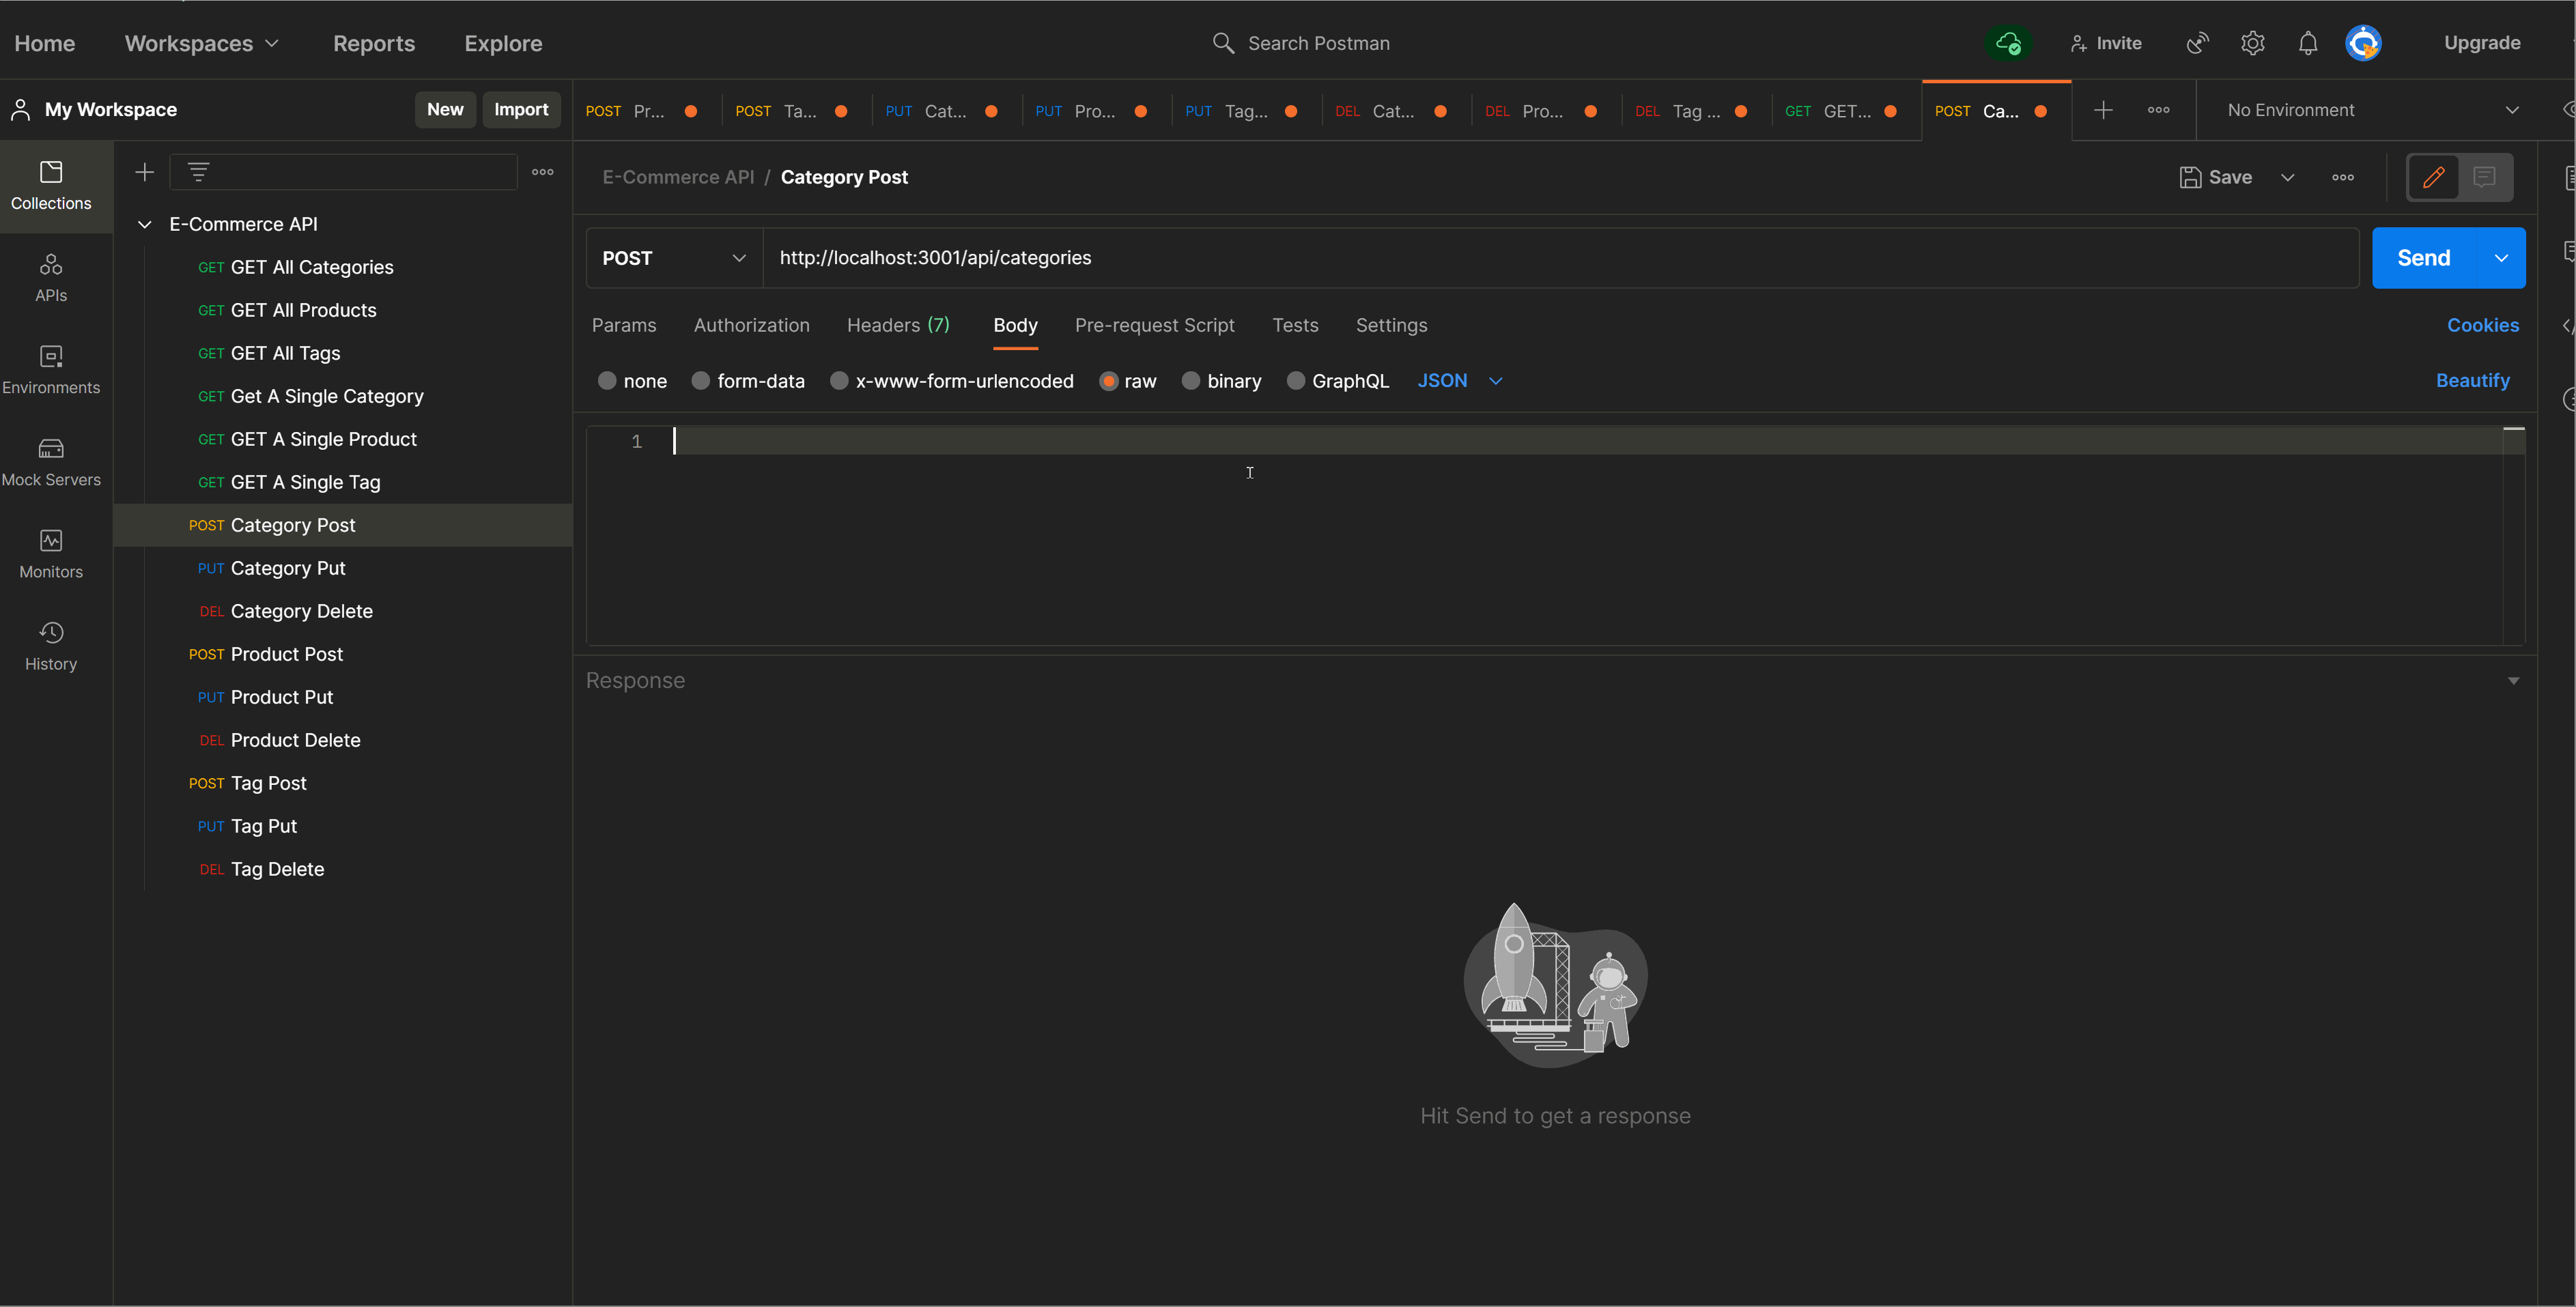 Home Workspaces Reports Explore Search Postman Invite Upgrade
My Workspace New Import POST Pr... POST Ta... PUT Cat... PUT Pro... PUT Tag... DEL Cat... DEL Pro... DEL Tag ... GET GET... POST Ca... No Environment
Collections
APIs
Environments
Mock Servers
Monitors
History
E-Commerce API
GET GET All Categories
GET GET All Products
GET GET All Tags
GET Get A Single Category
GET GET A Single Product
GET GET A Single Tag
POST Category Post
PUT Category Put
DEL Category Delete
POST Product Post
PUT Product Put
DEL Product Delete
POST Tag Post
PUT Tag Put
DEL Tag Delete
E-Commerce API / Category Post Save
POST http://localhost:3001/api/categories Send
Params Authorization Headers (7) Body Pre-request Script Tests Settings Cookies
none form-data x-www-form-urlencoded raw binary GraphQL JSON Beautify
1
Response
Hit Send to get a response